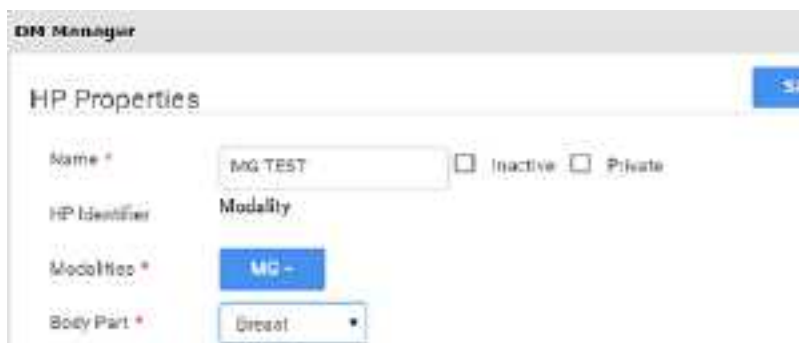 DM Manager
HP Properties
Name * MG TEST Inactive Private
HP Identifier Modality
Modalities * MG
Body Part * Breast